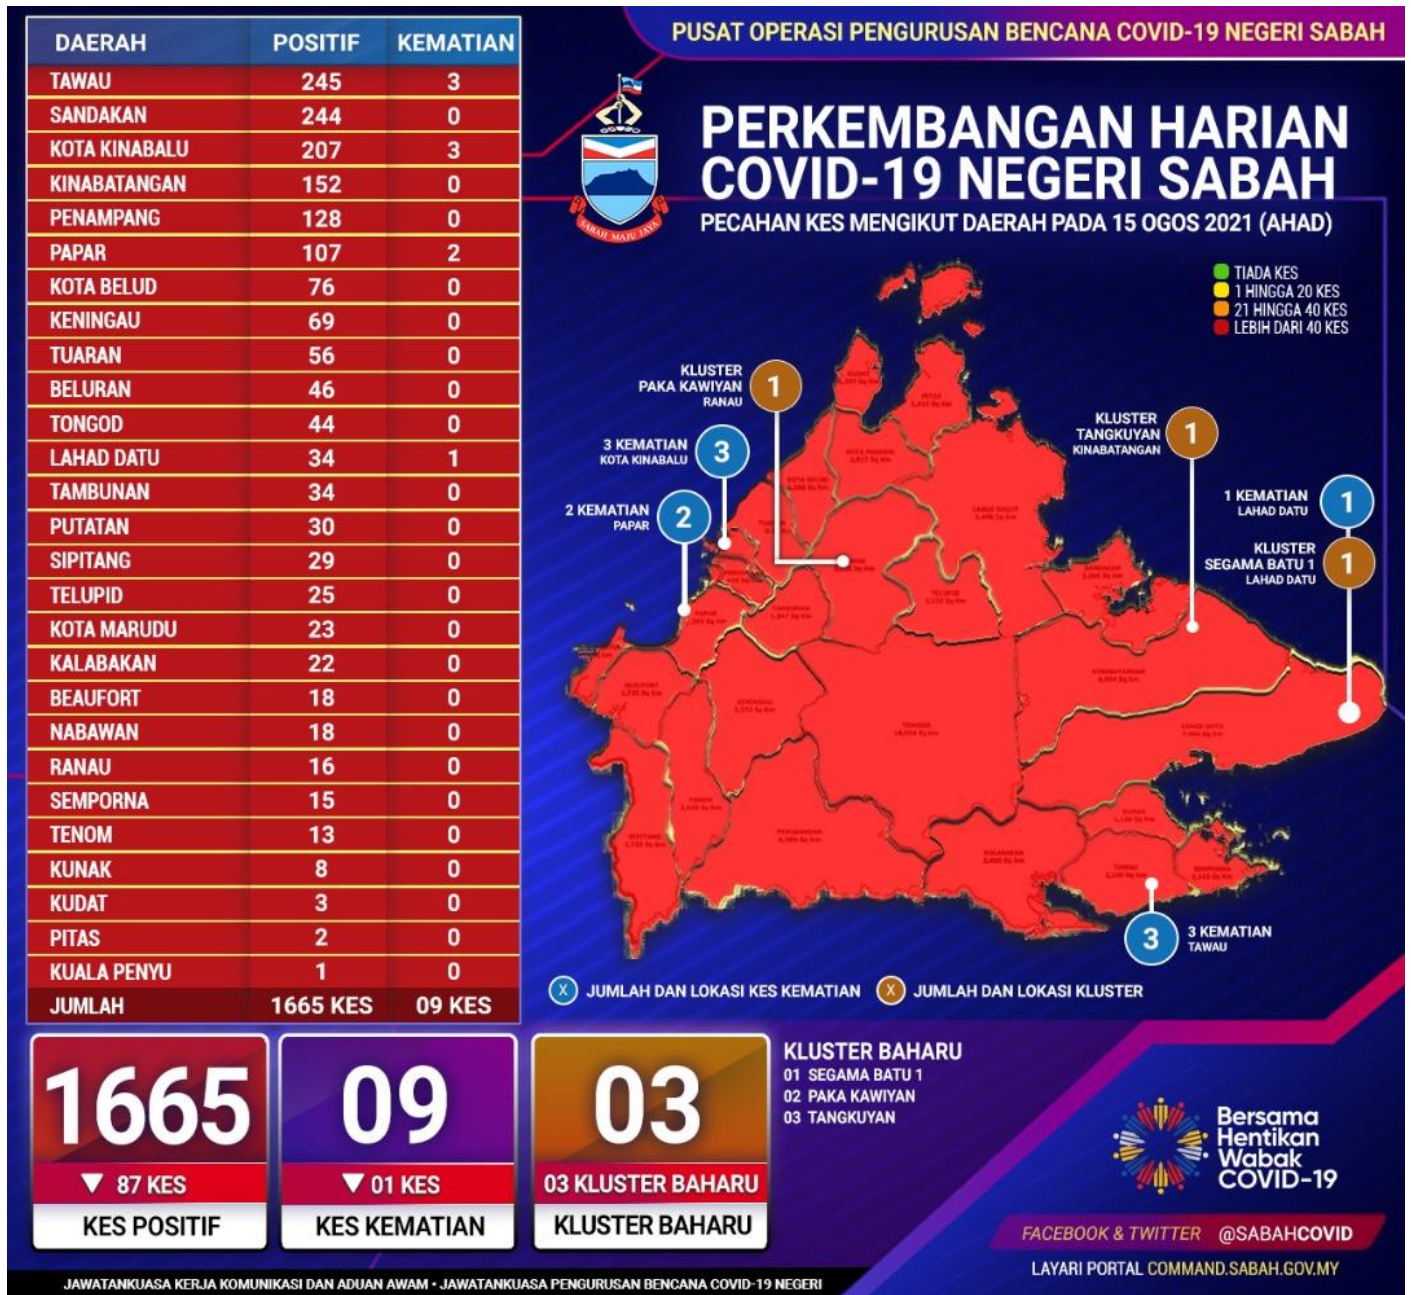 PUSAT OPERASI PENGURUSAN BENCANA COVID-19 NEGERI SABAH
PERKEMBANGAN HARIAN
COVID-19 NEGERI SABAH
PECAHAN KES MENGIKUT DAERAH PADA 15 OGOS 2021 (AHAD)
SABAH MAJU JAYA
DAERAH POSITIF KEMATIAN
TAWAU 245 3
SANDAKAN 244 0
KOTA KINABALU 207 3
KINABATANGAN 152 0
PENAMPANG 128 0
PAPAR 107 2
KOTA BELUD 76 0
KENINGAU 69 0
TUARAN 56 0
BELURAN 46 0
TONGOD 44 0
LAHAD DATU 34 1
TAMBUNAN 34 0
PUTATAN 30 0
SIPITANG 29 0
TELUPID 25 0
KOTA MARUDU 23 0
KALABAKAN 22 0
BEAUFORT 18 0
NABAWAN 18 0
RANAU 16 0
SEMPORNA 15 0
TENOM 13 0
KUNAK 8 0
KUDAT 3 0
PITAS 2 0
KUALA PENYU 1 0
JUMLAH 1665 KES 09 KES
TIADA KES
1 HINGGA 20 KES
21 HINGGA 40 KES
LEBIH DARI 40 KES
KLUSTER
PAKA KAWIYAN
RANAU
1
3 KEMATIAN
KOTA KINABALU
3
2 KEMATIAN
PAPAR
2
KLUSTER
TANGKUYAN
KINABATANGAN
1
1 KEMATIAN
LAHAD DATU
1
KLUSTER
SEGAMA BATU 1
LAHAD DATU
1
3
3 KEMATIAN
TAWAU
X JUMLAH DAN LOKASI KES KEMATIAN
X JUMLAH DAN LOKASI KLUSTER
1665
▼ 87 KES
KES POSITIF
09
▼ 01 KES
KES KEMATIAN
03
03 KLUSTER BAHARU
KLUSTER BAHARU
KLUSTER BAHARU
01 SEGAMA BATU 1
02 PAKA KAWIYAN
03 TANGKUYAN
Bersama
Hentikan
Wabak
COVID-19
FACEBOOK & TWITTER @SABAHCOVID
LAYARI PORTAL COMMAND.SABAH.GOV.MY
JAWATANKUASA KERJA KOMUNIKASI DAN ADUAN AWAM • JAWATANKUASA PENGURUSAN BENCANA COVID-19 NEGERI